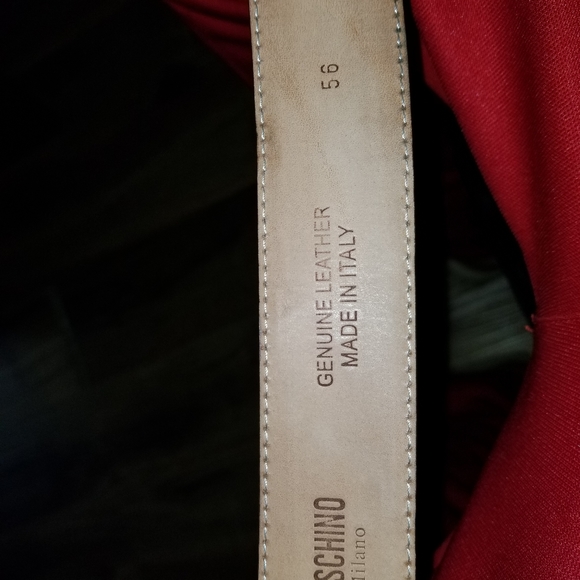 SCHINO
ilano
GENUINE LEATHER
MADE IN ITALY
56